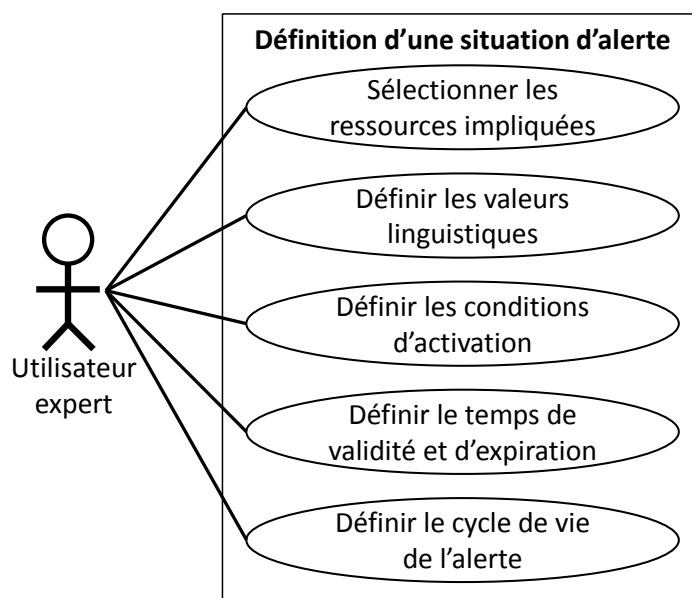 Définition d'une situation d'alerte
Sélectionner les
ressources impliquées
Définir les valeurs
linguistiques
Définir les conditions
d'activation
Définir le temps de
validité et d'expiration
Définir le cycle de vie
de l'alerte
Utilisateur
expert